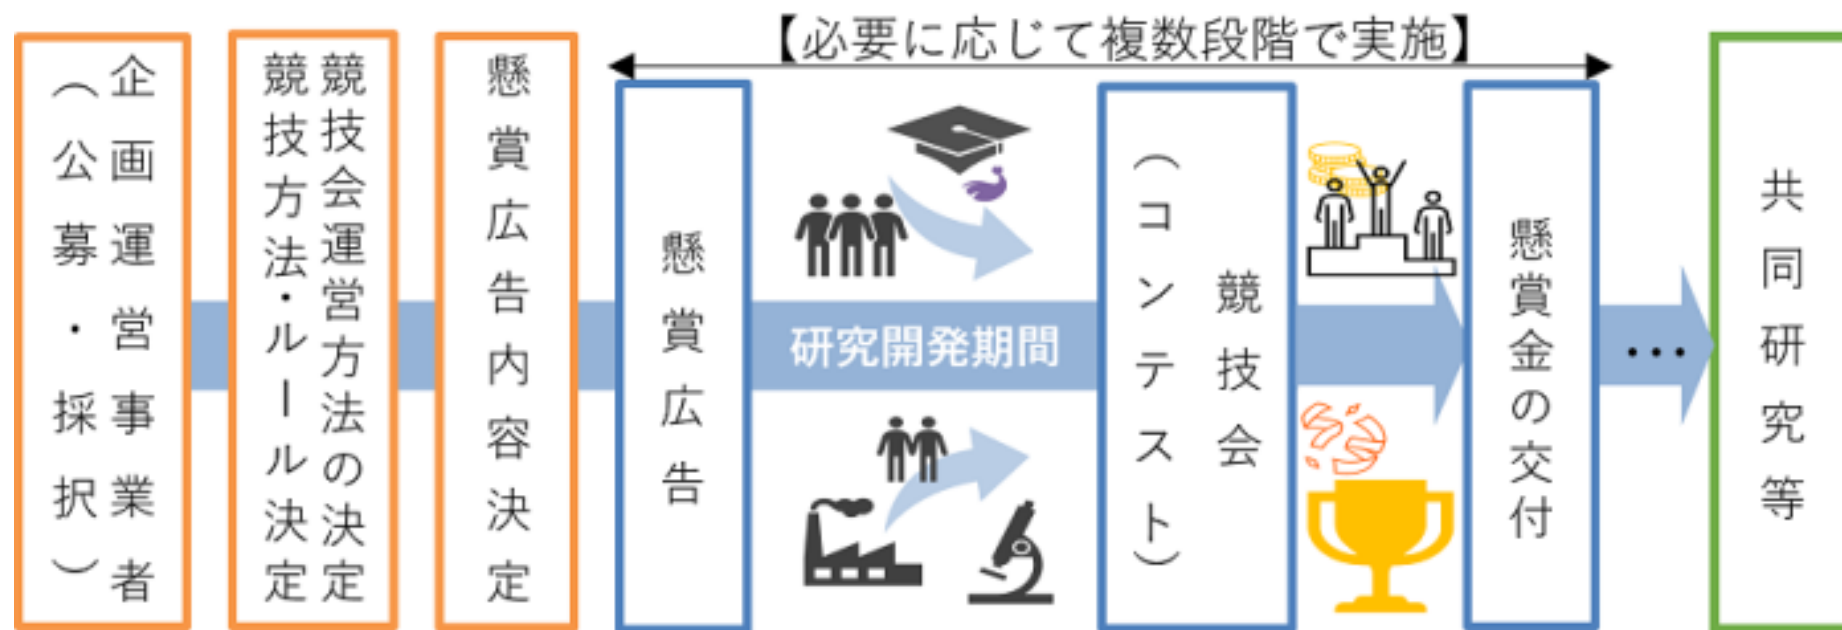 【必要に応じて複数段階で実施】
企画運営事業者
（公募・採択）
競技会運営方法の決定
競技方法・ルール決定
懸賞広告内容決定
懸賞広告
研究開発期間
競技会
（コンテスト）
懸賞金の交付
…
共同研究等